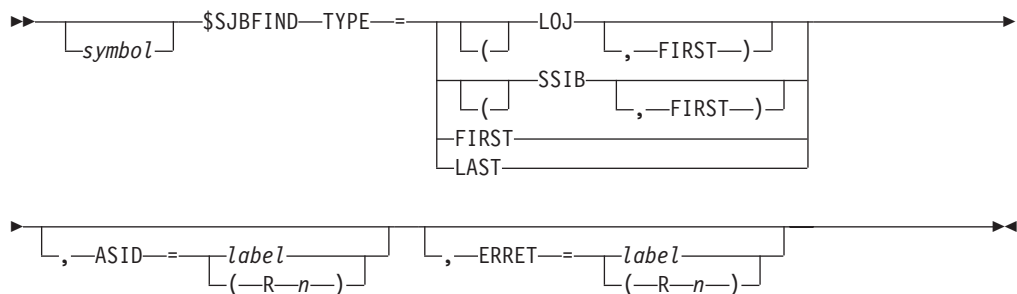 $SJBFIND TYPE = LOJ
symbol ( , FIRST )
SSIB
( , FIRST )
FIRST
LAST
, ASID = label , ERRET = label
( R n ) ( R n )